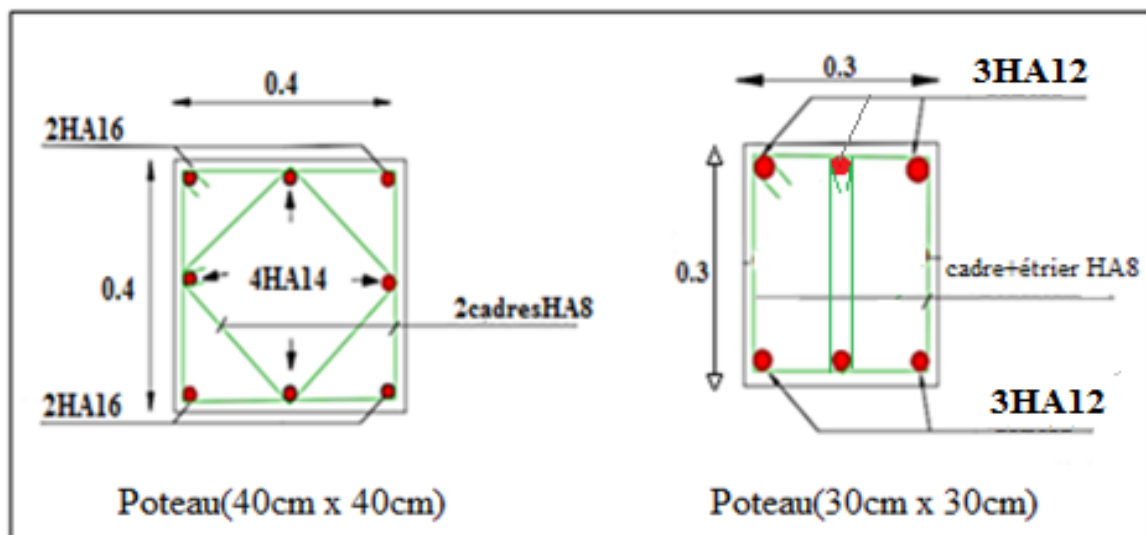 0.4
2HA16
0.4
4HA14
2cadresHA8
2HA16
Poteau(40cm x 40cm)
0.3
3HA12
0.3
cadre+étrier HA8
3HA12
Poteau(30cm x 30cm)